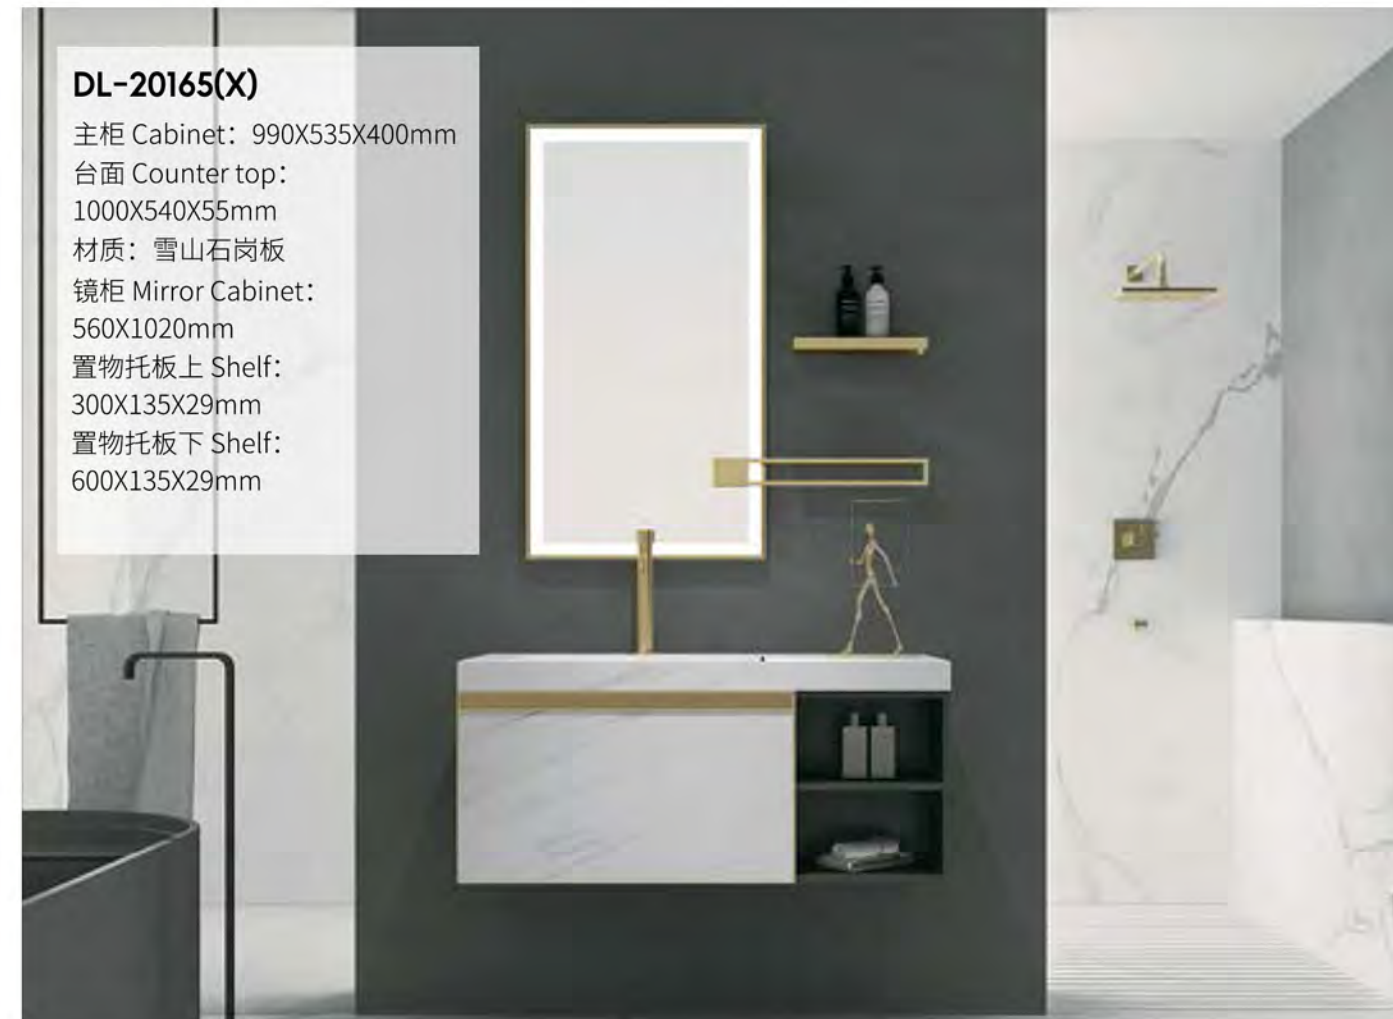 DL-20165(X)
主柜 Cabinet：990X535X400mm
台面 Counter top：
1000X540X55mm
材质：雪山石岗板
镜柜 Mirror Cabinet：
560X1020mm
置物托板上 Shelf：
300X135X29mm
置物托板下 Shelf：
600X135X29mm